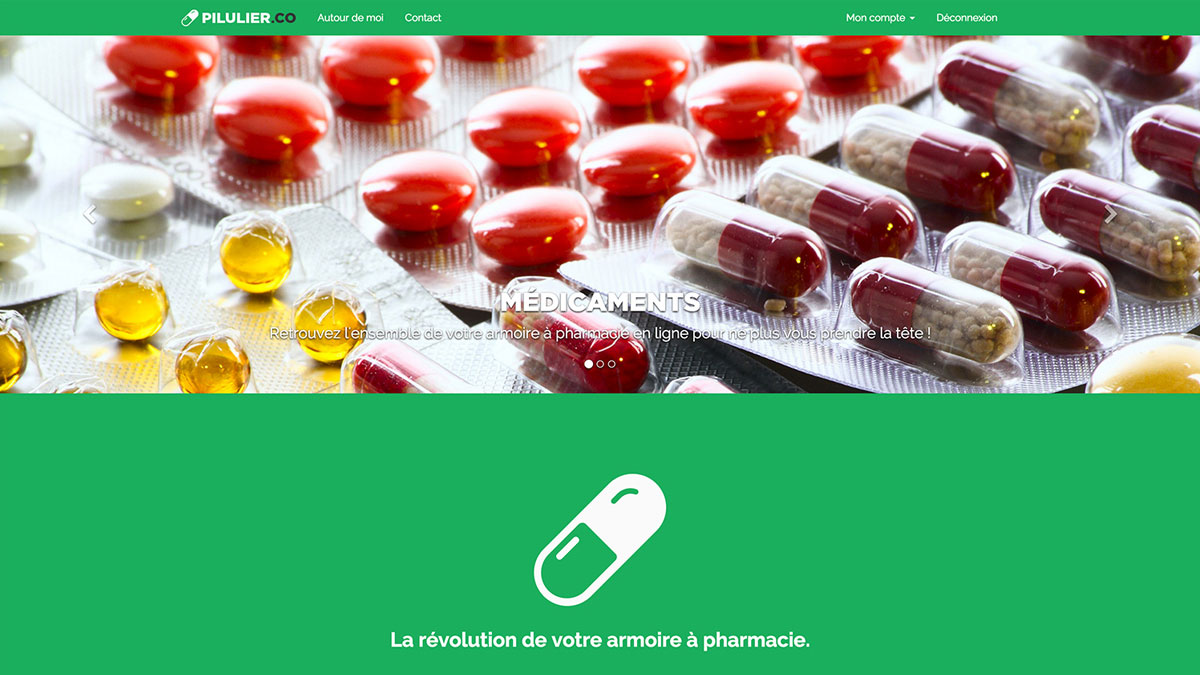 PILULIER.CO
Autour de moi
Contact
Mon compte
Déconnexion
MÉDICAMENTS
Retrouvez l'ensemble de votre armoire à pharmacie en ligne pour ne plus vous prendre la tête !
La révolution de votre armoire à pharmacie.